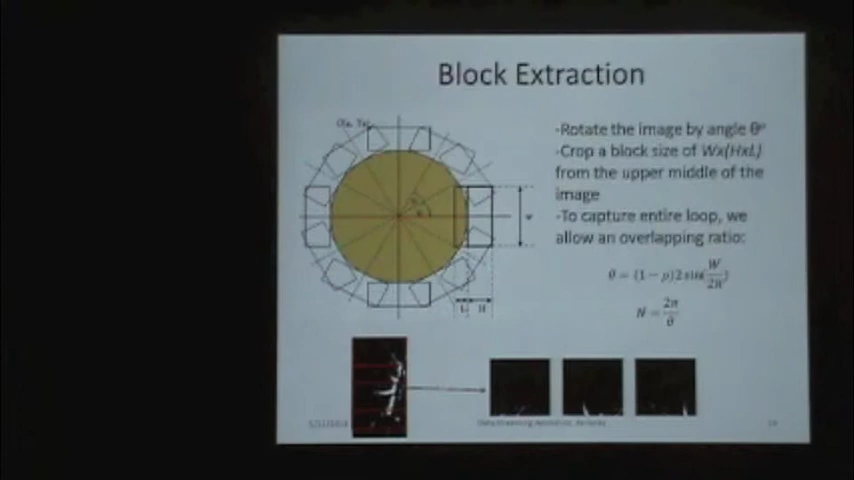 Block Extraction
-Rotate the image by angle θ°
-Crop a block size of Wx(HxL)
from the upper middle of the
image
-To capture entire loop, we
allow an overlapping ratio:
N = 2π/θ
L H